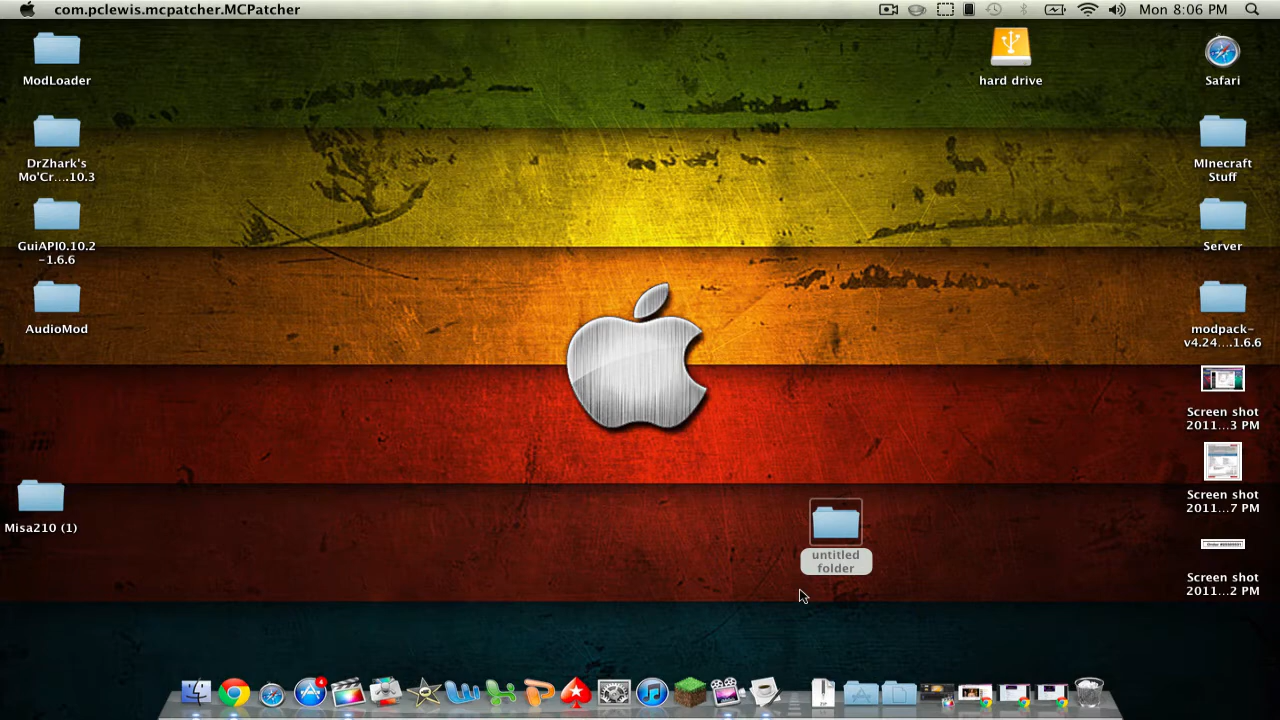 com.pclewis.mcpatcher.MCPatcher
Mon 8:06 PM
ModLoader
DrZhark's
Mo'Cr....10.3
GuiAPI0.10.2
-1.6.6
AudioMod
Misa210 (1)
hard drive
untitled
folder
Safari
MInecraft
Stuff
Server
modpack-
v4.24....1.6.6
Screen shot
2011...3 PM
Screen shot
2011...7 PM
Screen shot
2011...2 PM
4
ZIP